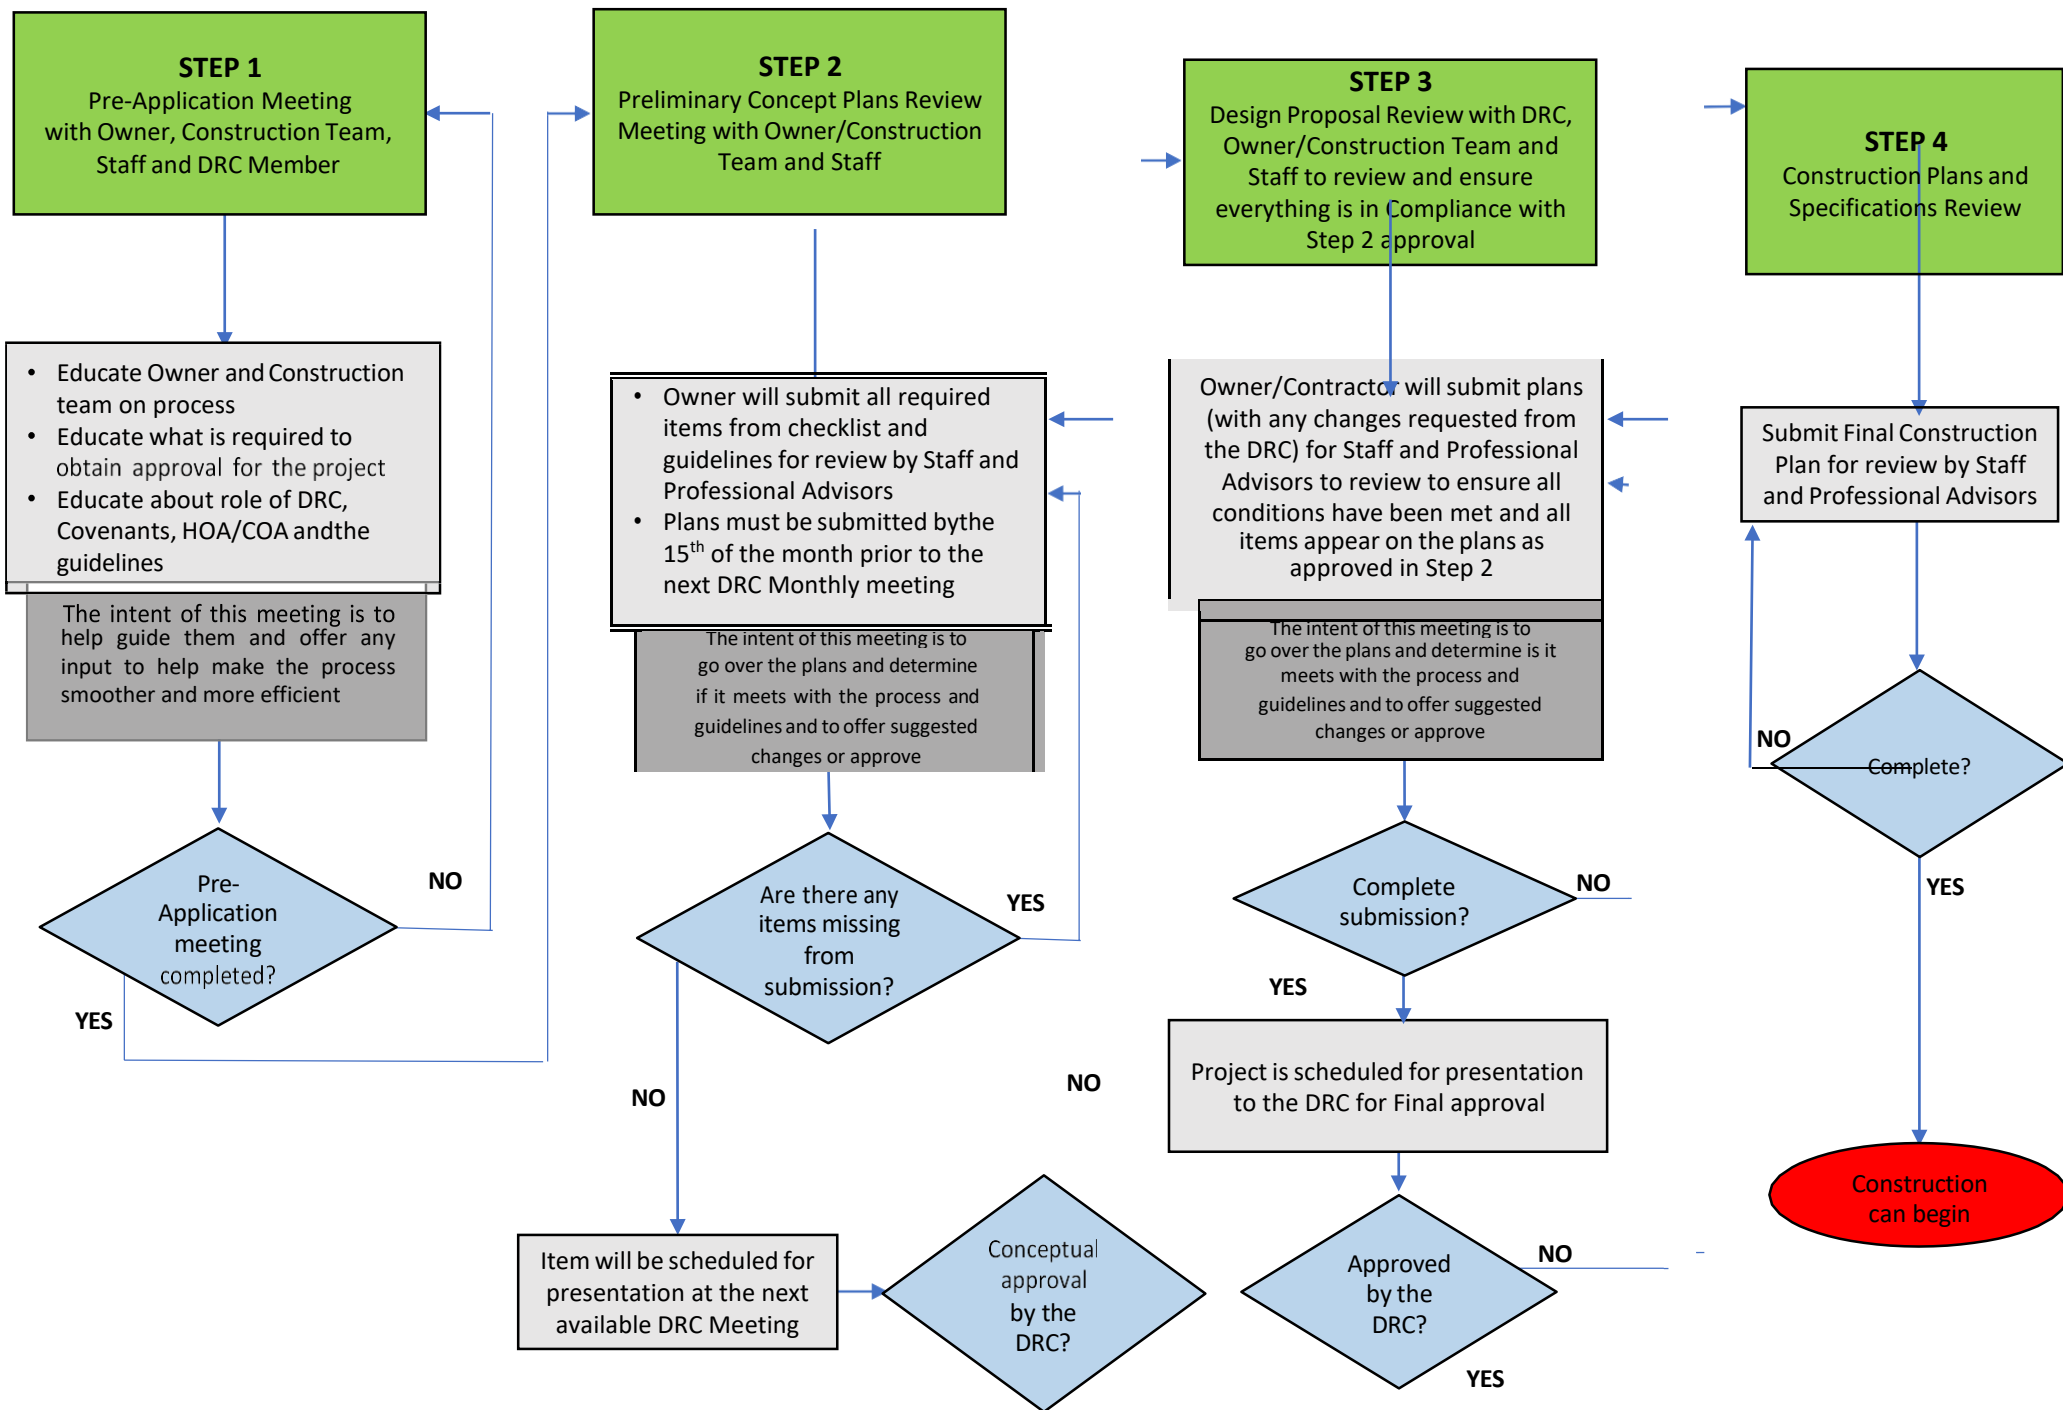 STEP 1
Pre-Application Meeting
with Owner, Construction Team,
Staff and DRC Member
• Educate Owner and Construction
team on process
• Educate what is required to
obtain approval for the project
• Educate about role of DRC,
Covenants, HOA/COA andthe
guidelines
The intent of this meeting is to
help guide them and offer any
input to help make the process
smoother and more efficient
Pre-
Application
meeting
completed?
NO
YES
STEP 2
Preliminary Concept Plans Review
Meeting with Owner/Construction
Team and Staff
• Owner will submit all required
items from checklist and
guidelines for review by Staff and
Professional Advisors
• Plans must be submitted bythe
15th of the month prior to the
next DRC Monthly meeting
The intent of this meeting is to
go over the plans and determine
if it meets with the process and
guidelines and to offer suggested
changes or approve
Are there any
items missing
from
submission?
YES
NO
Item will be scheduled for
presentation at the next
available DRC Meeting
Conceptual
approval
by the
DRC?
NO
STEP 3
Design Proposal Review with DRC,
Owner/Construction Team and
Staff to review and ensure
everything is in Compliance with
Step 2 approval
Owner/Contractor will submit plans
(with any changes requested from
the DRC) for Staff and Professional
Advisors to review to ensure all
conditions have been met and all
items appear on the plans as
approved in Step 2
The intent of this meeting is to
go over the plans and determine is it
meets with the process and
guidelines and to offer suggested
changes or approve
Complete
submission?
NO
YES
Project is scheduled for presentation
to the DRC for Final approval
Approved
by the
DRC?
NO
YES
STEP 4
Construction Plans and
Specifications Review
Submit Final Construction
Plan for review by Staff
and Professional Advisors
Complete?
NO
YES
Construction
can begin